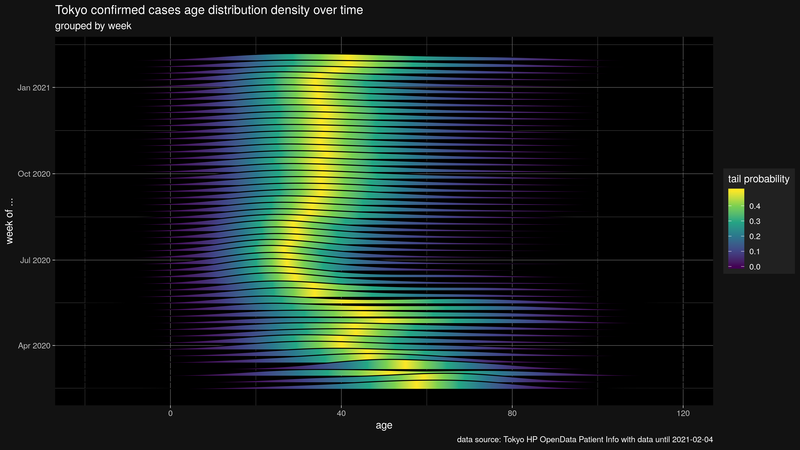 Tokyo confirmed cases age distribution density over time
grouped by week
Jan 2021
Oct 2020
Jul 2020
Apr 2020
week of ...
0
40
80
120
age
tail probability
0.4
0.3
0.2
0.1
0.0
data source: Tokyo HP OpenData Patient Info with data until 2021-02-04